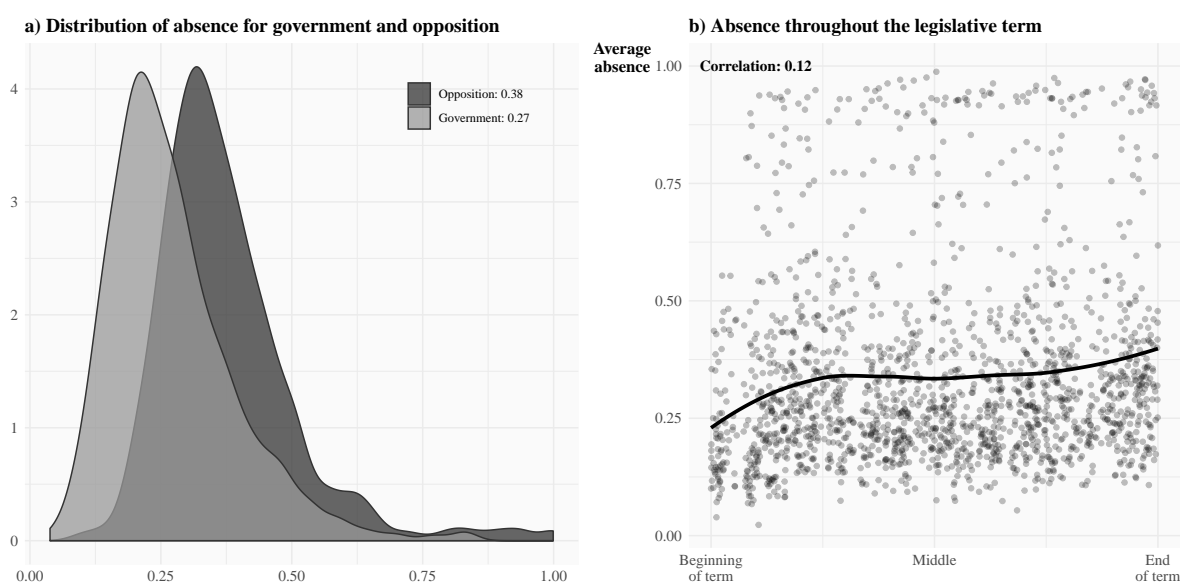 a) Distribution of absence for government and opposition
4
3
2
1
0
0.00
0.25
0.50
0.75
1.00
Opposition: 0.38
Government: 0.27
b) Absence throughout the legislative term
Average
absence
1.00
0.75
0.50
0.25
0.00
Correlation: 0.12
Beginning
of term
Middle
End
of term